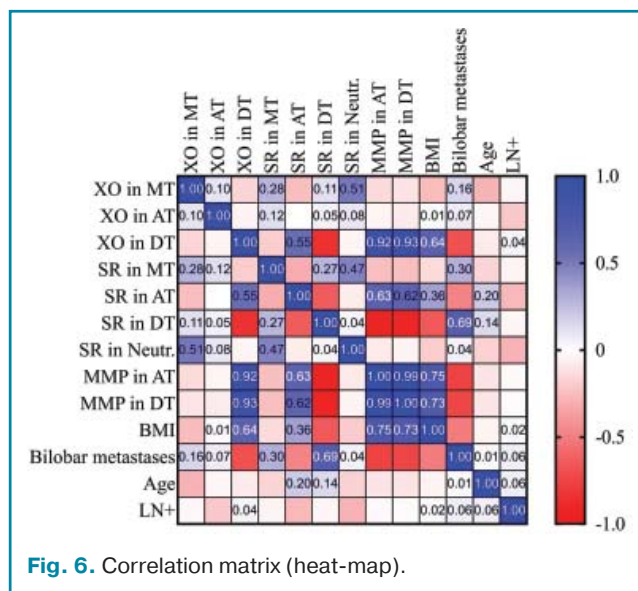 XO in MT
XO in AT
XO in DT
SR in MT
SR in AT
SR in DT
SR in Neutr.
MMP in AT
MMP in DT
BMI
Bilobar metastases
Age
LN+
XO in MT 1.00 0.10 0.28 0.11 0.51 0.16
XO in AT 0.10 1.00 0.12 0.05 0.08 0.01 0.07
XO in DT 1.00 0.55 0.92 0.93 0.64 0.04
SR in MT 0.28 0.12 1.00 0.27 0.47 0.30
SR in AT 0.55 1.00 0.63 0.62 0.36 0.20
SR in DT 0.11 0.05 0.27 1.00 0.04 0.69 0.14
SR in Neutr. 0.51 0.08 0.47 0.04 1.00 0.04
MMP in AT 0.92 0.63 1.00 0.99 0.75
MMP in DT 0.93 0.62 0.99 1.00 0.73
BMI 0.01 0.64 0.36 0.75 0.73 1.00 0.02
Bilobar metastases 0.16 0.07 0.30 0.69 0.04 1.00 0.01 0.06
Age 0.20 0.14 0.01 1.00 0.06
LN+ 0.04 0.02 0.06 0.06 1.00
1.0
0.5
0
-0.5
-1.0
Fig. 6. Correlation matrix (heat-map).